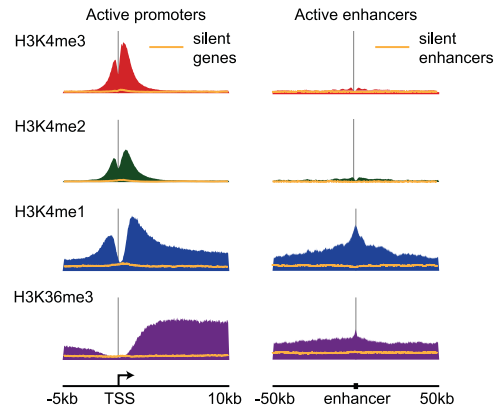 Active promoters
Active enhancers
H3K4me3
silent
genes
silent
enhancers
H3K4me2
H3K4me1
H3K36me3
-5kb TSS 10kb
-50kb enhancer 50kb